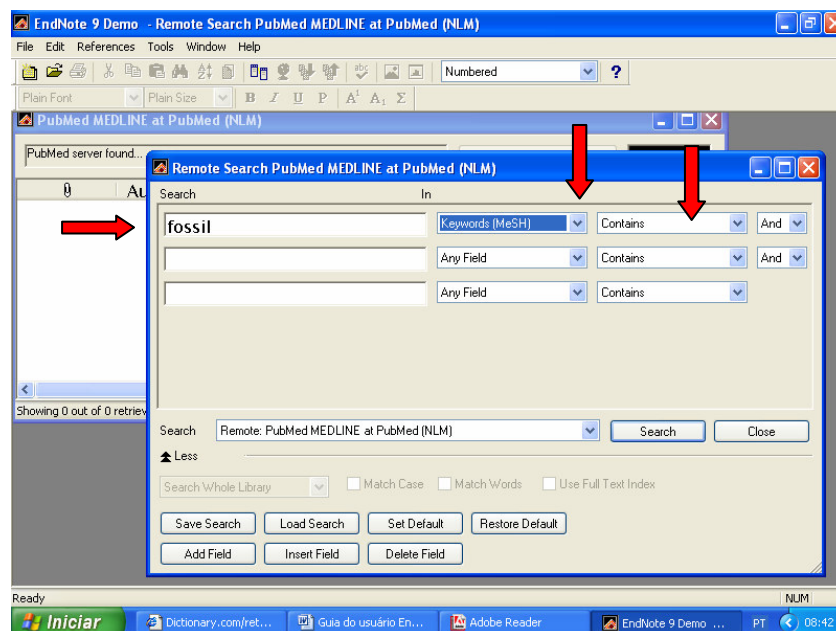 EndNote 9 Demo - Remote Search PubMed MEDLINE at PubMed (NLM)
File Edit References Tools Window Help
Numbered
Plain Font Plain Size B I U P A¹ A₁ Σ
PubMed MEDLINE at PubMed (NLM)
PubMed server found...
Remote Search PubMed MEDLINE at PubMed (NLM)
Au
Search In
fossil Keywords (MeSH) Contains And
Any Field Contains And
Any Field Contains
Showing 0 out of 0 retriev
Search Remote: PubMed MEDLINE at PubMed (NLM) Search Close
Less
Search Whole Library Match Case Match Words Use Full Text Index
Save Search Load Search Set Default Restore Default
Add Field Insert Field Delete Field
Ready NUM
Iniciar Dictionary.com/ret... Guia do usuário En... Adobe Reader EndNote 9 Demo ... PT 08:42